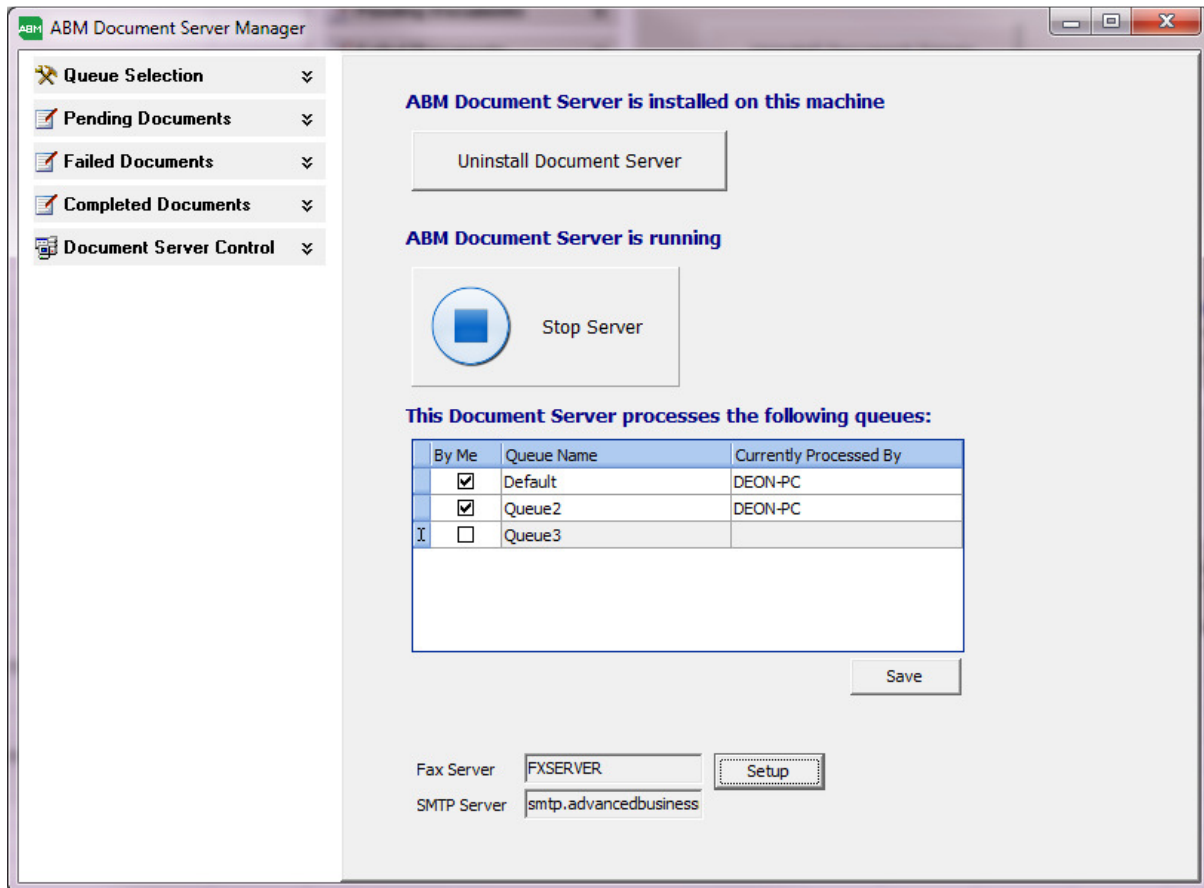 ABM ABM Document Server Manager
Queue Selection
Pending Documents
Failed Documents
Completed Documents
Document Server Control
ABM Document Server is installed on this machine
Uninstall Document Server
ABM Document Server is running
Stop Server
This Document Server processes the following queues:
By Me Queue Name Currently Processed By
Default DEON-PC
Queue2 DEON-PC
Queue3
Save
Fax Server FXSERVER Setup
SMTP Server smtp.advancedbusiness